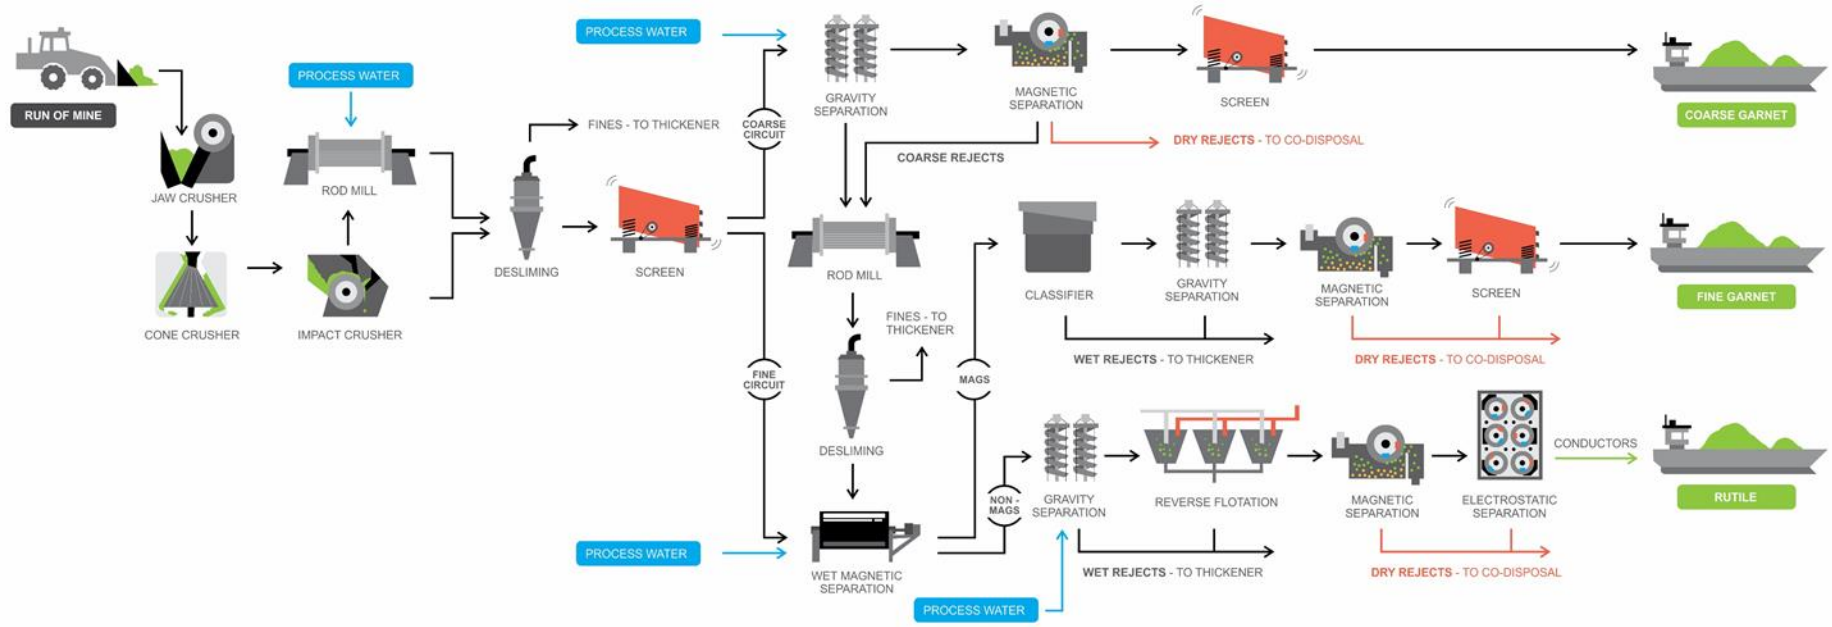 RUN OF MINE
JAW CRUSHER
CONE CRUSHER
IMPACT CRUSHER
PROCESS WATER
ROD MILL
FINES - TO THICKENER
DESLIMING
SCREEN
COARSE
CIRCUIT
FINE
CIRCUIT
PROCESS WATER
GRAVITY
SEPARATION
MAGNETIC
SEPARATION
SCREEN
COARSE GARNET
COARSE REJECTS
DRY REJECTS - TO CO-DISPOSAL
ROD MILL
FINES - TO
THICKENER
DESLIMING
PROCESS WATER
WET MAGNETIC
SEPARATION
MAGS
NON -
MAGS
CLASSIFIER
GRAVITY
SEPARATION
MAGNETIC
SEPARATION
SCREEN
FINE GARNET
WET REJECTS - TO THICKENER
DRY REJECTS - TO CO-DISPOSAL
PROCESS WATER
GRAVITY
SEPARATION
REVERSE FLOTATION
MAGNETIC
SEPARATION
ELECTROSTATIC
SEPARATION
CONDUCTORS
RUTILE
WET REJECTS - TO THICKENER
DRY REJECTS - TO CO-DISPOSAL